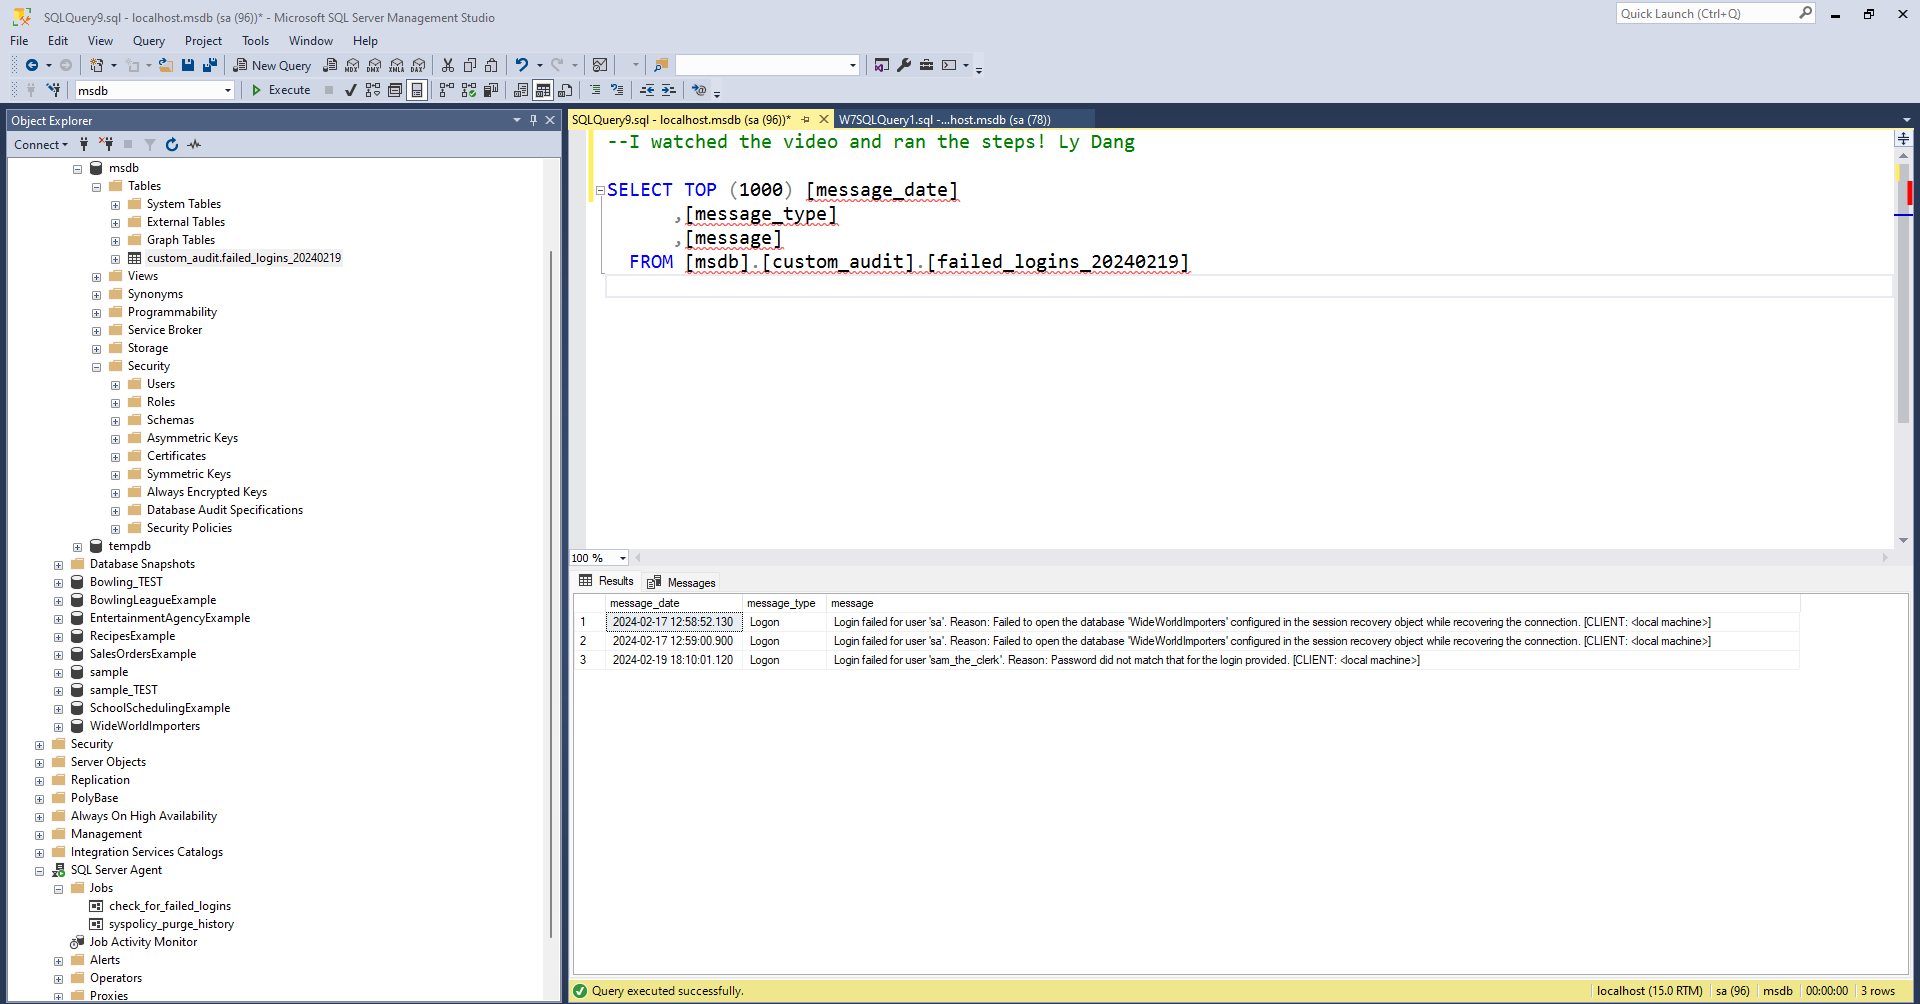 SQLQuery9.sql - localhost.msdb (sa (96))* - Microsoft SQL Server Management Studio
Quick Launch (Ctrl+Q)
File Edit View Query Project Tools Window Help
New Query
MDX DMX XMLA DAX
msdb
Execute
Object Explorer
Connect
msdb
Tables
System Tables
External Tables
Graph Tables
custom_audit.failed_logins_20240219
Views
Synonyms
Programmability
Service Broker
Storage
Security
Users
Roles
Schemas
Asymmetric Keys
Certificates
Symmetric Keys
Always Encrypted Keys
Database Audit Specifications
Security Policies
tempdb
Database Snapshots
Bowling_TEST
BowlingLeagueExample
EntertainmentAgencyExample
RecipesExample
SalesOrdersExample
sample
sample_TEST
SchoolSchedulingExample
WideWorldImporters
Security
Server Objects
Replication
PolyBase
Always On High Availability
Management
Integration Services Catalogs
SQL Server Agent
Jobs
check_for_failed_logins
syspolicy_purge_history
Job Activity Monitor
Alerts
Operators
Proxies
SQLQuery9.sql - localhost.msdb (sa (96))* W7SQLQuery1.sql -...host.msdb (sa (78))
--I watched the video and ran the steps! Ly Dang
SELECT TOP (1000) [message_date]
,[message_type]
,[message]
FROM [msdb].[custom_audit].[failed_logins_20240219]
100 %
Results Messages
message_date message_type message
1 2024-02-17 12:58:52.130 Logon Login failed for user 'sa'. Reason: Failed to open the database 'WideWorldImporters' configured in the session recovery object while recovering the connection. [CLIENT: <local machine>]
2 2024-02-17 12:59:00.900 Logon Login failed for user 'sa'. Reason: Failed to open the database 'WideWorldImporters' configured in the session recovery object while recovering the connection. [CLIENT: <local machine>]
3 2024-02-19 18:10:01.120 Logon Login failed for user 'sam_the_clerk'. Reason: Password did not match that for the login provided. [CLIENT: <local machine>]
Query executed successfully. localhost (15.0 RTM) sa (96) msdb 00:00:00 3 rows